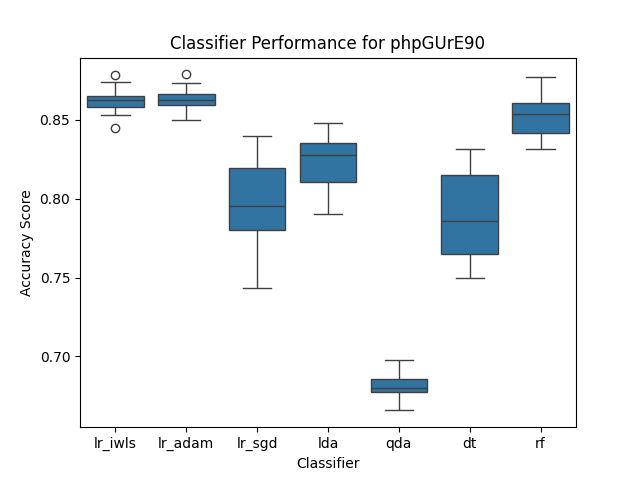 Classifier Performance for phpGUrE90
Accuracy Score
0.85
0.80
0.75
0.70
lr_iwls lr_adam lr_sgd lda qda dt rf
Classifier